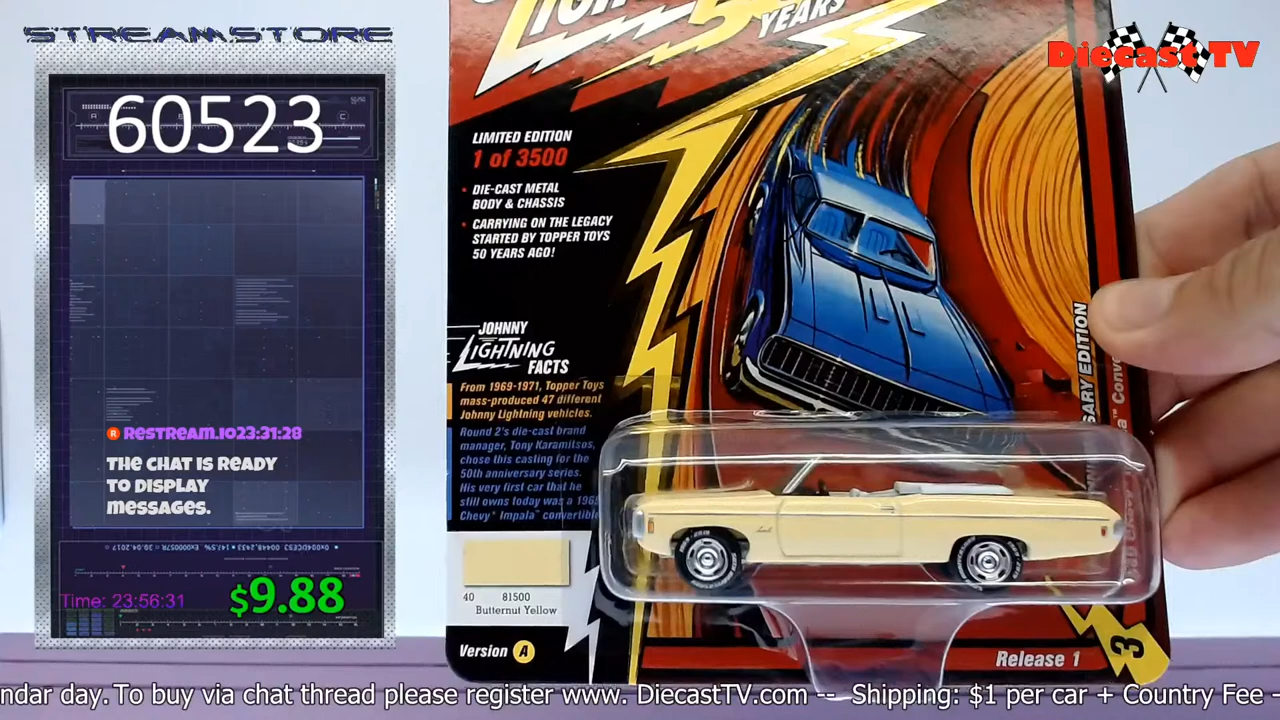 STREAMSTORE
60523
RESTREAM.IO 23:31:28
THE CHAT IS READY
TO DISPLAY
MESSAGES.
Time: 23:56:31
$9.88
YEARS
LIMITED EDITION
1 of 3500
• DIE-CAST METAL
BODY & CHASSIS
• CARRYING ON THE LEGACY
STARTED BY TOPPER TOYS
50 YEARS AGO!
JOHNNY
LIGHTNING
FACTS
From 1969-1971, Topper Toys
mass-produced 47 different
Johnny Lightning vehicles.
Round 2's die-cast brand
manager, Tony Karamitsos,
chose this casting for the
50th anniversary series.
His very first car that he
still owns today was a 1969
Chevy® Impala™ convertible
40 81500
Butternut Yellow
Version A
Release 1
3
Diecast TV
ndar day. To buy via chat thread please register www. DiecastTV.com -- Shipping: $1 per car + Country Fee -